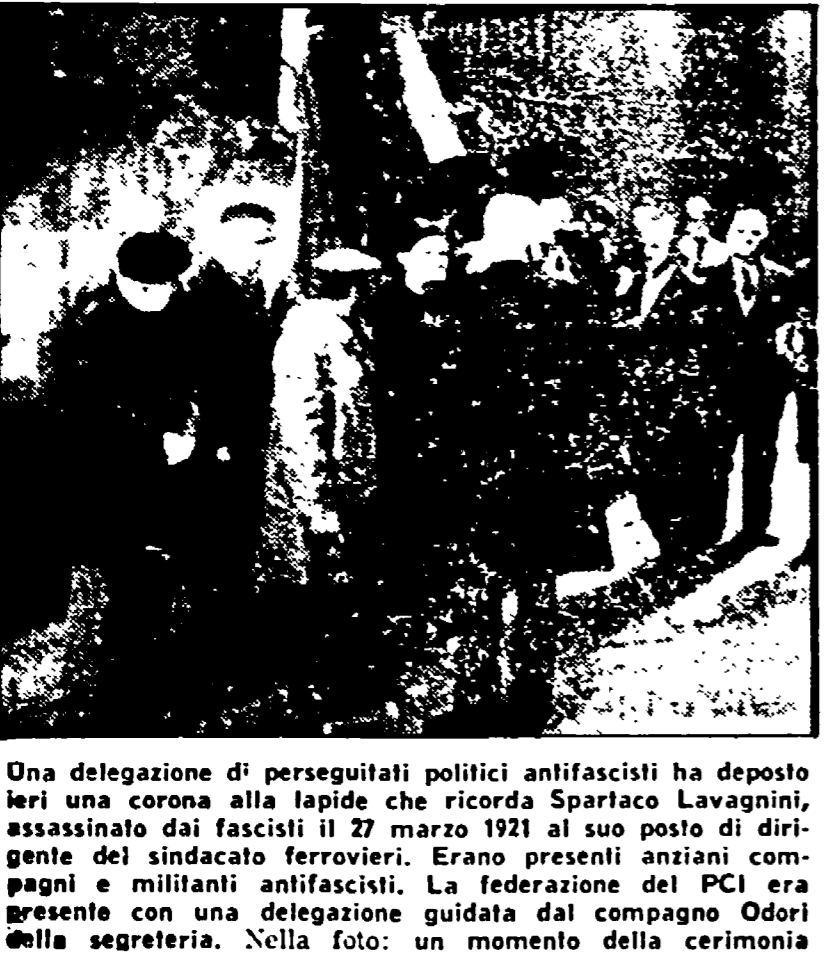 Una delegazione di perseguitati politici antifascisti ha deposto
ieri una corona alla lapide che ricorda Spartaco Lavagnini,
assassinato dai fascisti il 27 marzo 1921 al suo posto di diri-
gente del sindacato ferrovieri. Erano presenti anziani com-
pagni e militanti antifascisti. La federazione del PCI era
presente con una delegazione guidata dal compagno Odori
della segreteria. Nella foto: un momento della cerimonia